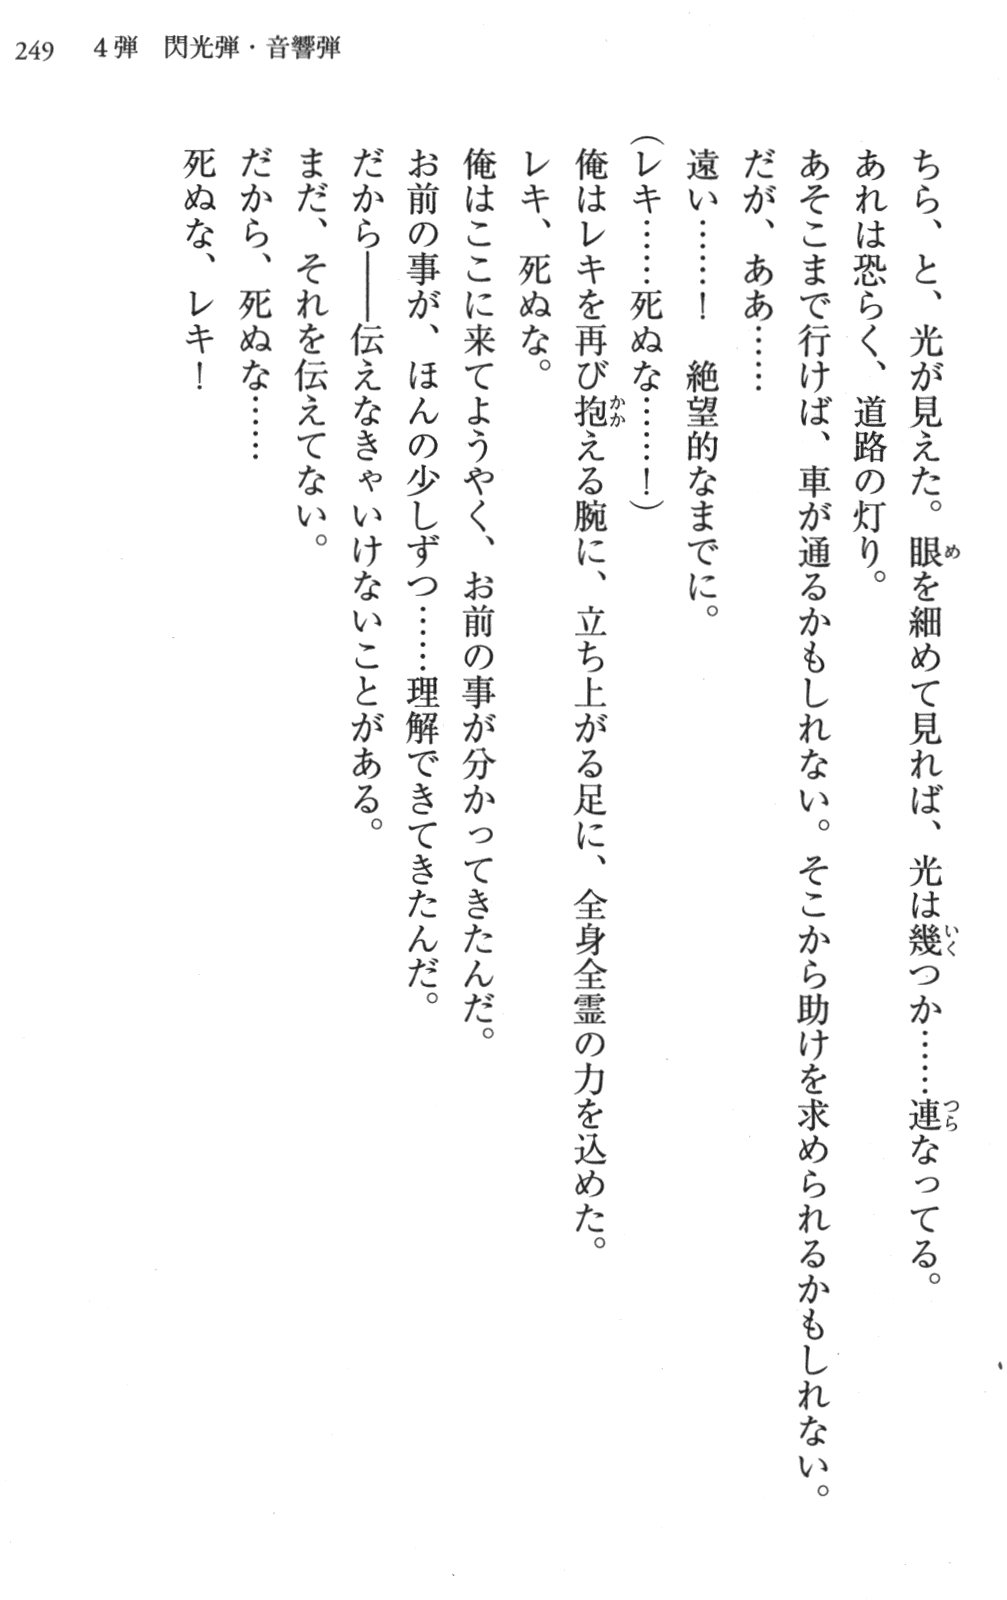 249　4弾　閃光弾・音響弾
ちら、と、光が見えた。眼を細めて見れば、光は幾つか……連なってる。
あれは恐らく、道路の灯り。
あそこまで行けば、車が通るかもしれない。そこから助けを求められるかもしれない。
だが、ああ……
遠い……！　絶望的なまでに。
（レキ……死ぬな……！）
俺はレキを再び抱える腕に、立ち上がる足に、全身全霊の力を込めた。
レキ、死ぬな。
俺はここに来てようやく、お前の事が分かってきたんだ。
お前の事が、ほんの少しずつ……理解できてきたんだ。
だから――伝えなきゃいけないことがある。
まだ、それを伝えてない。
だから、死ぬな……
死ぬな、レキ！